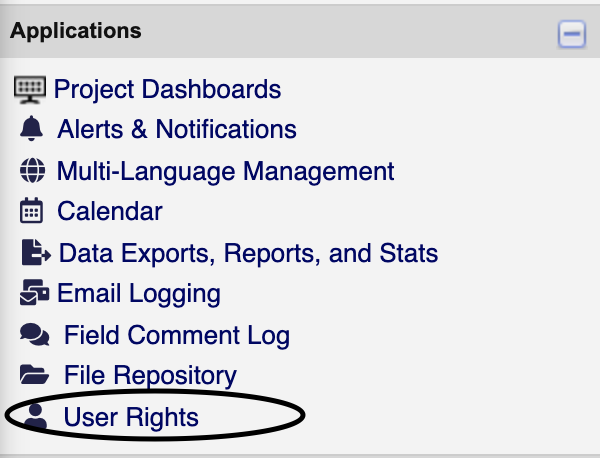 Applications
Project Dashboards
Alerts & Notifications
Multi-Language Management
Calendar
Data Exports, Reports, and Stats
Email Logging
Field Comment Log
File Repository
User Rights